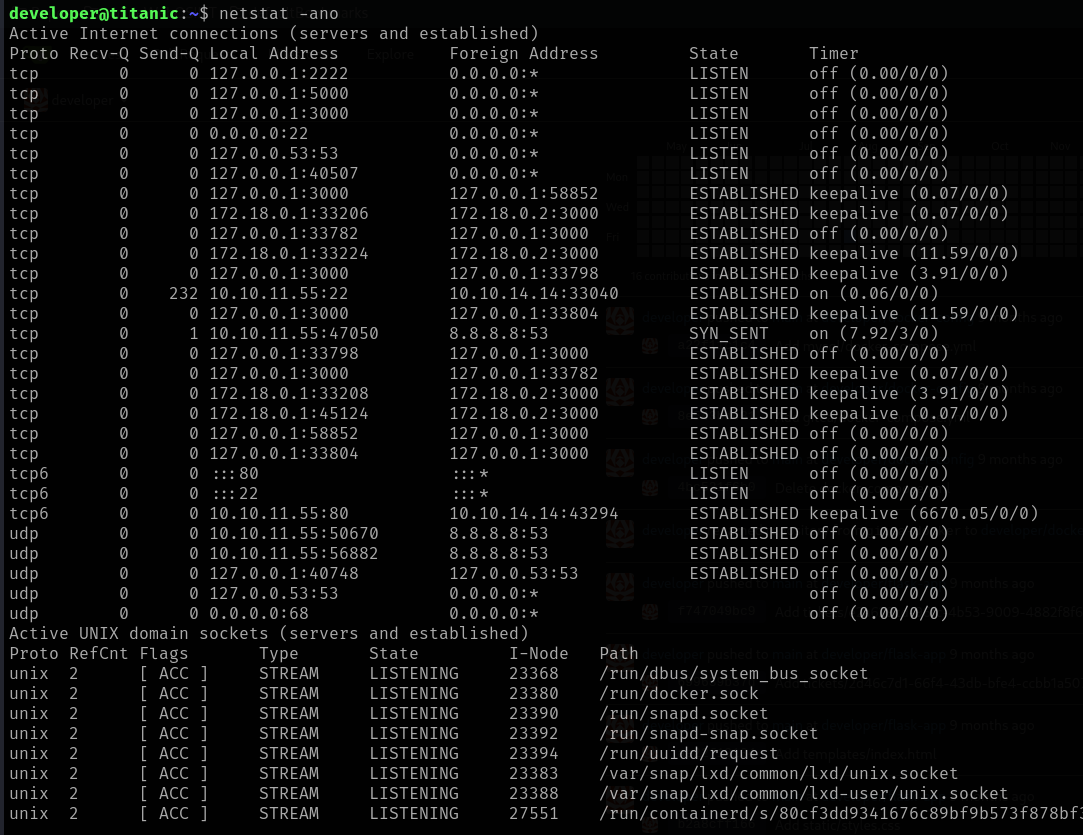 developer@titanic:~$ netstat -ano
Active Internet connections (servers and established)
Proto Recv-Q Send-Q Local Address           Foreign Address         State       Timer
tcp        0      0 127.0.0.1:2222          0.0.0.0:*               LISTEN      off (0.00/0/0)
tcp        0      0 127.0.0.1:5000          0.0.0.0:*               LISTEN      off (0.00/0/0)
tcp        0      0 127.0.0.1:3000          0.0.0.0:*               LISTEN      off (0.00/0/0)
tcp        0      0 0.0.0.0:22              0.0.0.0:*               LISTEN      off (0.00/0/0)
tcp        0      0 127.0.0.53:53           0.0.0.0:*               LISTEN      off (0.00/0/0)
tcp        0      0 127.0.0.1:40507         0.0.0.0:*               LISTEN      off (0.00/0/0)
tcp        0      0 127.0.0.1:3000          127.0.0.1:58852         ESTABLISHED keepalive (0.07/0/0)
tcp        0      0 172.18.0.1:33206        172.18.0.2:3000         ESTABLISHED keepalive (0.07/0/0)
tcp        0      0 127.0.0.1:33782         127.0.0.1:3000          ESTABLISHED off (0.00/0/0)
tcp        0      0 172.18.0.1:33224        172.18.0.2:3000         ESTABLISHED keepalive (11.59/0/0)
tcp        0      0 127.0.0.1:3000          127.0.0.1:33798         ESTABLISHED keepalive (3.91/0/0)
tcp        0    232 10.10.11.55:22          10.10.14.14:33040       ESTABLISHED on (0.06/0/0)
tcp        0      0 127.0.0.1:3000          127.0.0.1:33804         ESTABLISHED keepalive (11.59/0/0)
tcp        0      1 10.10.11.55:47050       8.8.8.8:53              SYN_SENT    on (7.92/3/0)
tcp        0      0 127.0.0.1:33798         127.0.0.1:3000          ESTABLISHED off (0.00/0/0)
tcp        0      0 127.0.0.1:3000          127.0.0.1:33782         ESTABLISHED keepalive (0.07/0/0)
tcp        0      0 172.18.0.1:33208        172.18.0.2:3000         ESTABLISHED keepalive (3.91/0/0)
tcp        0      0 172.18.0.1:45124        172.18.0.2:3000         ESTABLISHED keepalive (0.07/0/0)
tcp        0      0 127.0.0.1:58852         127.0.0.1:3000          ESTABLISHED off (0.00/0/0)
tcp        0      0 127.0.0.1:33804         127.0.0.1:3000          ESTABLISHED off (0.00/0/0)
tcp6       0      0 :::80                   :::*                    LISTEN      off (0.00/0/0)
tcp6       0      0 :::22                   :::*                    LISTEN      off (0.00/0/0)
tcp6       0      0 10.10.11.55:80          10.10.14.14:43294       ESTABLISHED keepalive (6670.05/0/0)
udp        0      0 10.10.11.55:50670       8.8.8.8:53              ESTABLISHED off (0.00/0/0)
udp        0      0 10.10.11.55:56882       8.8.8.8:53              ESTABLISHED off (0.00/0/0)
udp        0      0 127.0.0.1:40748         127.0.0.53:53           ESTABLISHED off (0.00/0/0)
udp        0      0 127.0.0.53:53           0.0.0.0:*                           off (0.00/0/0)
udp        0      0 0.0.0.0:68              0.0.0.0:*                           off (0.00/0/0)
Active UNIX domain sockets (servers and established)
Proto RefCnt Flags       Type       State         I-Node   Path
unix  2      [ ACC ]     STREAM     LISTENING     23368    /run/dbus/system_bus_socket
unix  2      [ ACC ]     STREAM     LISTENING     23380    /run/docker.sock
unix  2      [ ACC ]     STREAM     LISTENING     23390    /run/snapd.socket
unix  2      [ ACC ]     STREAM     LISTENING     23392    /run/snapd-snap.socket
unix  2      [ ACC ]     STREAM     LISTENING     23394    /run/uuidd/request
unix  2      [ ACC ]     STREAM     LISTENING     23383    /var/snap/lxd/common/lxd/unix.socket
unix  2      [ ACC ]     STREAM     LISTENING     23388    /var/snap/lxd/common/lxd-user/unix.socket
unix  2      [ ACC ]     STREAM     LISTENING     27551    /run/containerd/s/80cf3dd9341676c89bf9b573f878bf3